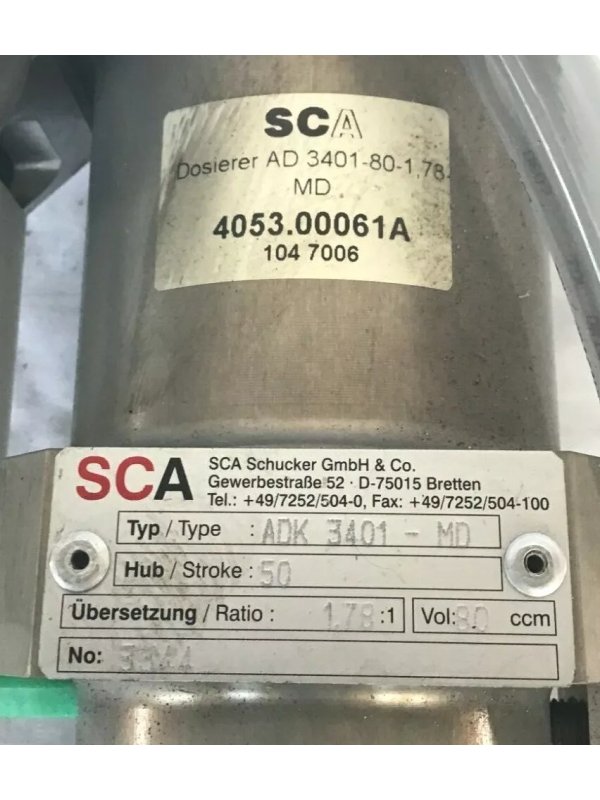 SCA
Dosierer AD 3401-80-1,78-
MD
4053.00061A
104 7006
SCA
SCA Schucker GmbH & Co.
Gewerbestraße 52 · D-75015 Bretten
Tel.: +49/7252/504-0, Fax: +49/7252/504-100
Typ / Type : ADK 3401 - MD
Hub / Stroke : 50
Übersetzung / Ratio : 1.78 :1 Vol: 80 ccm
No: